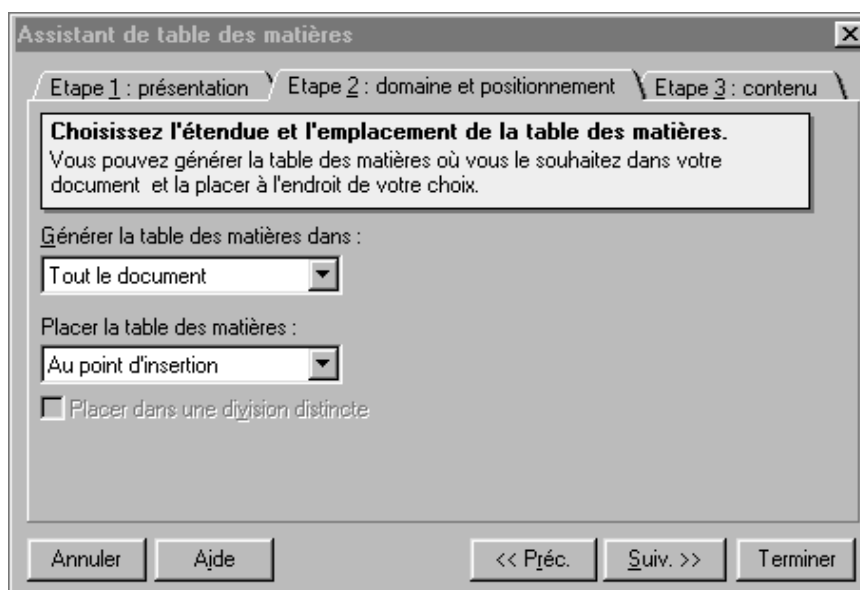 Assistant de table des matières
Etape 1 : présentation Etape 2 : domaine et positionnement Etape 3 : contenu
Choisissez l'étendue et l'emplacement de la table des matières.
Vous pouvez générer la table des matières où vous le souhaitez dans votre
document et la placer à l'endroit de votre choix.
Générer la table des matières dans :
Tout le document
Placer la table des matières :
Au point d'insertion
Placer dans une division distincte
Annuler Aide << Préc. Suiv. >> Terminer